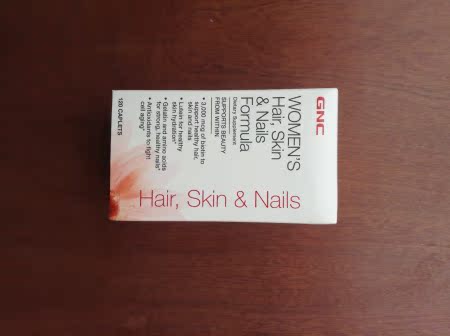 GNC
WOMEN'S
Hair, Skin
& Nails
Formula
Dietary Supplement
SUPPORTS BEAUTY
FROM WITHIN
• 3,000 mcg of biotin to
support healthy hair,
skin and nails
• Lutein for healthy
skin hydration*
• Gelatin and amino acids
for strong, healthy nails*
• Antioxidants to fight
cell aging*
120 CAPLETS
Hair, Skin & Nails